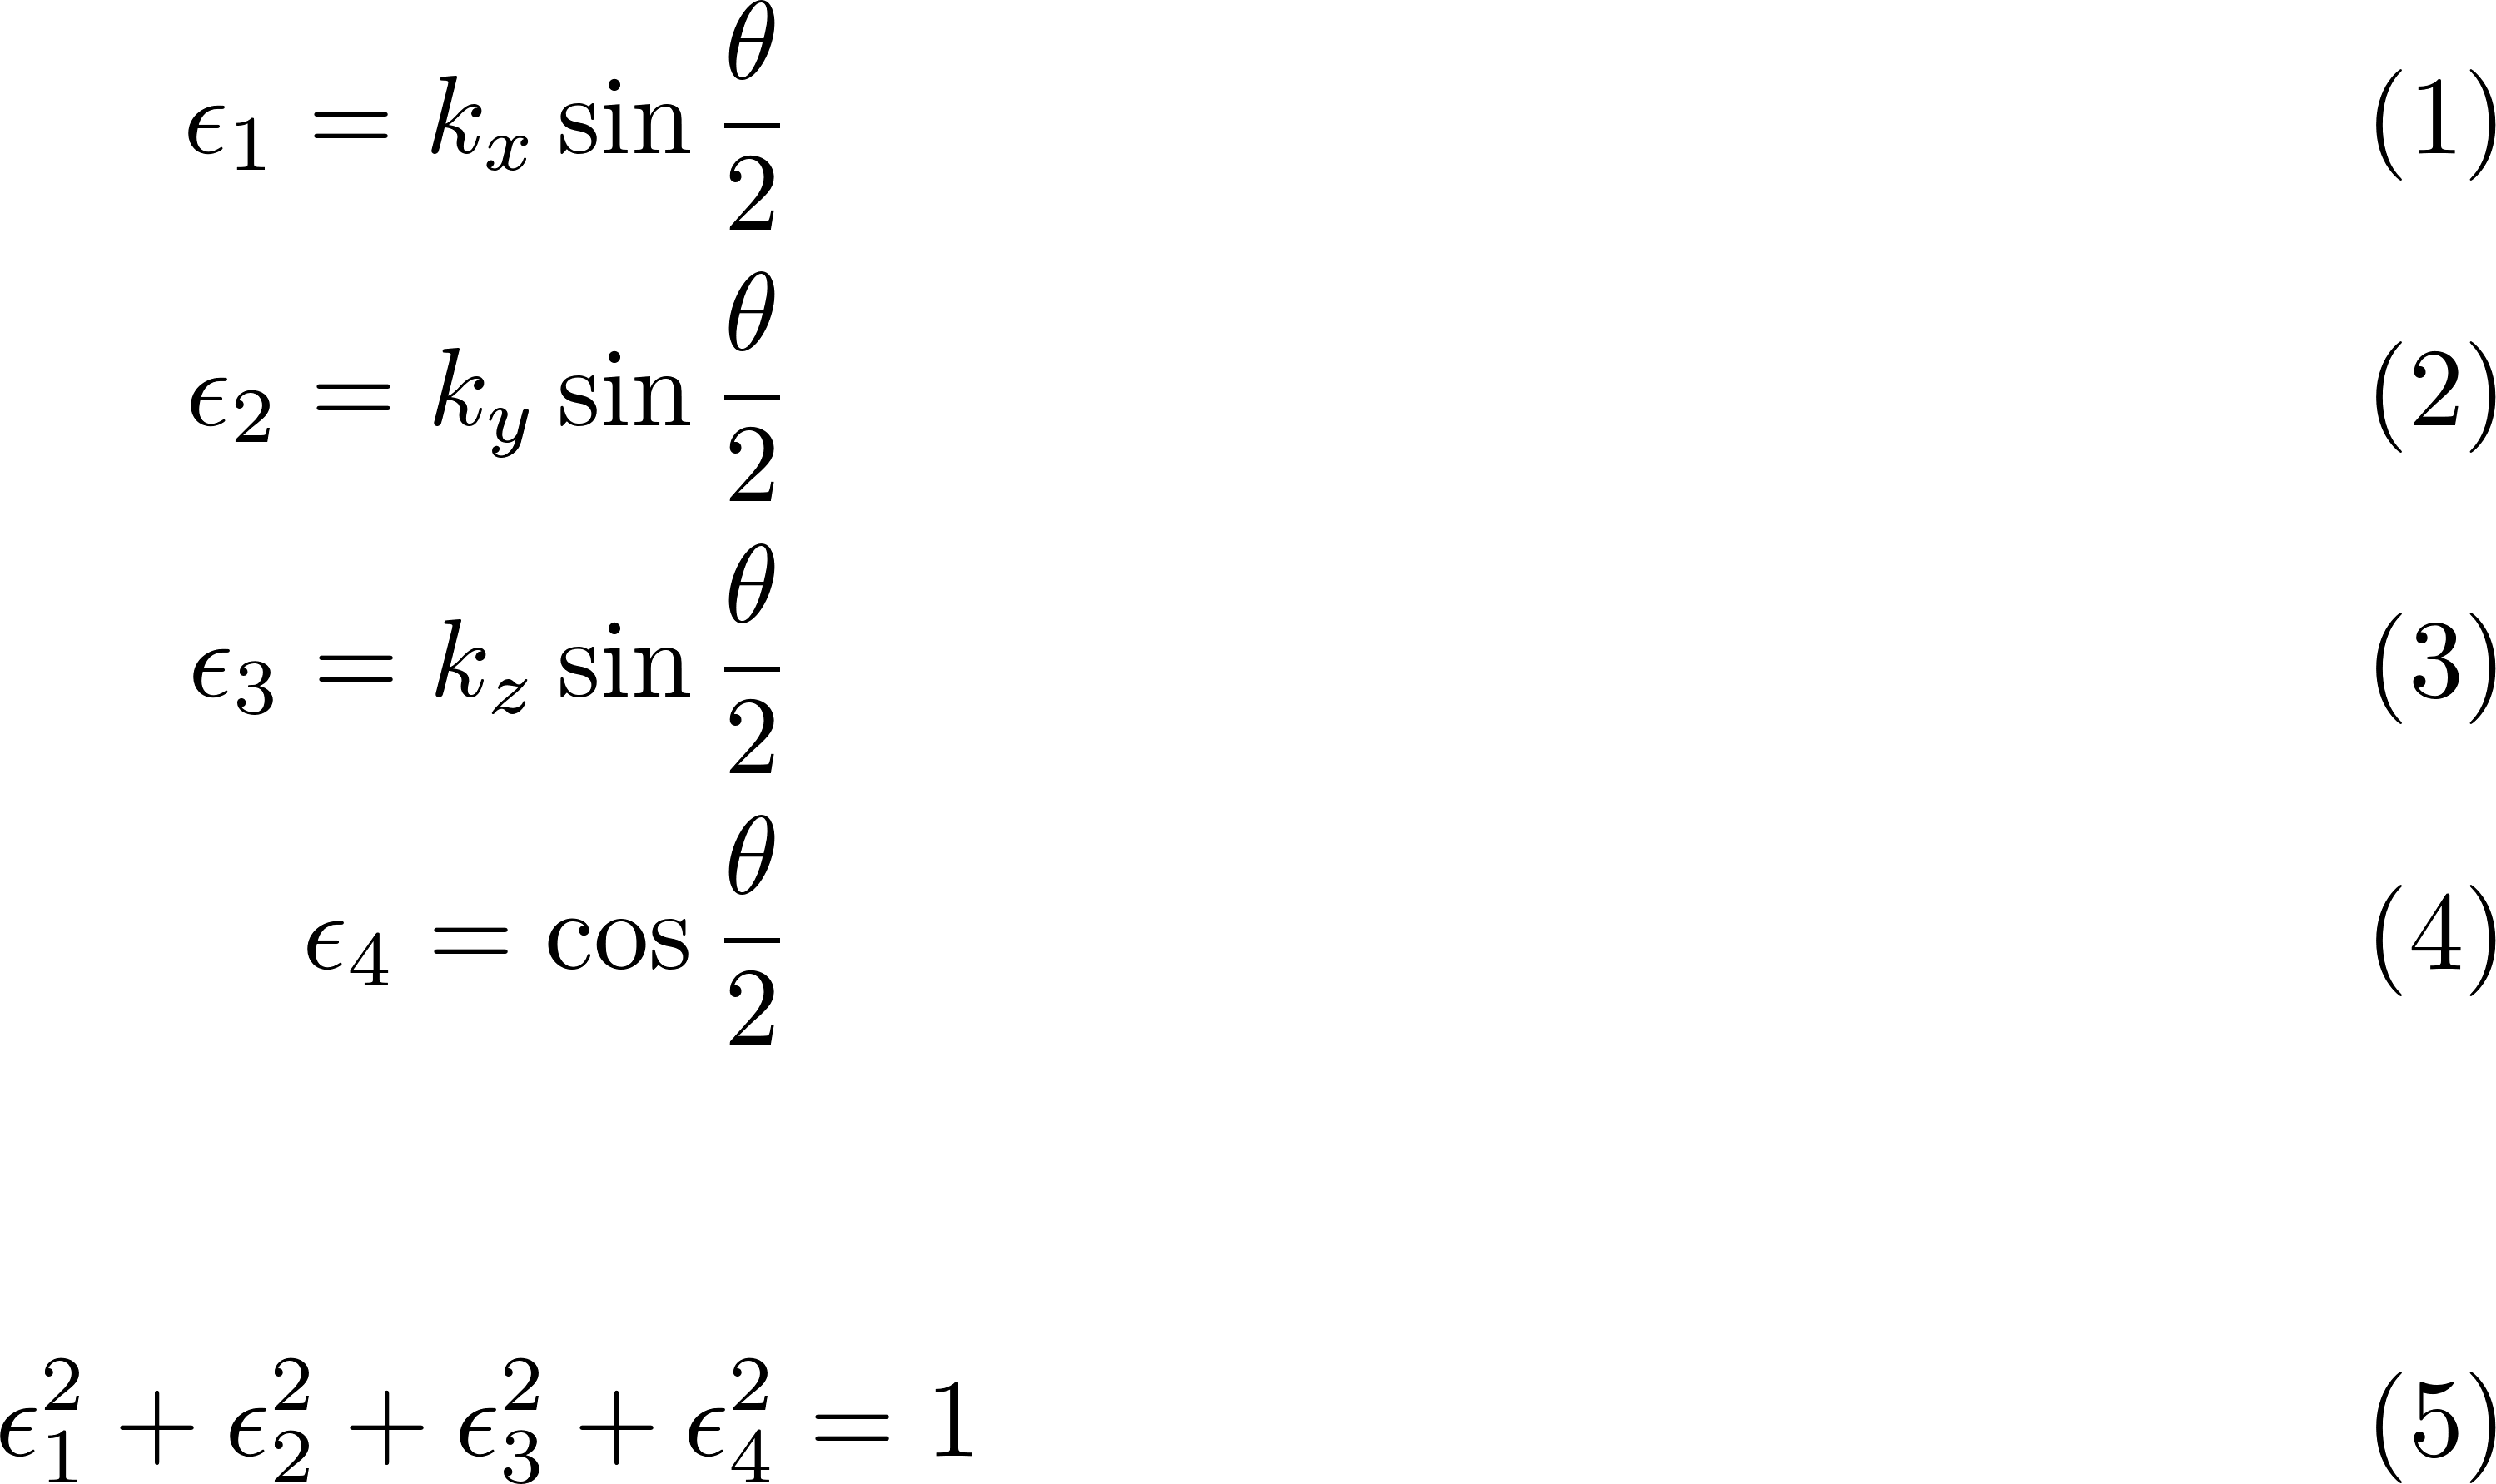 ϵ₁ = kₓ sin θ/2 (1)
ϵ₂ = k_y sin θ/2 (2)
ϵ₃ = k_z sin θ/2 (3)
ϵ₄ = cos θ/2 (4)
ϵ₁² + ϵ₂² + ϵ₃² + ϵ₄² = 1 (5)